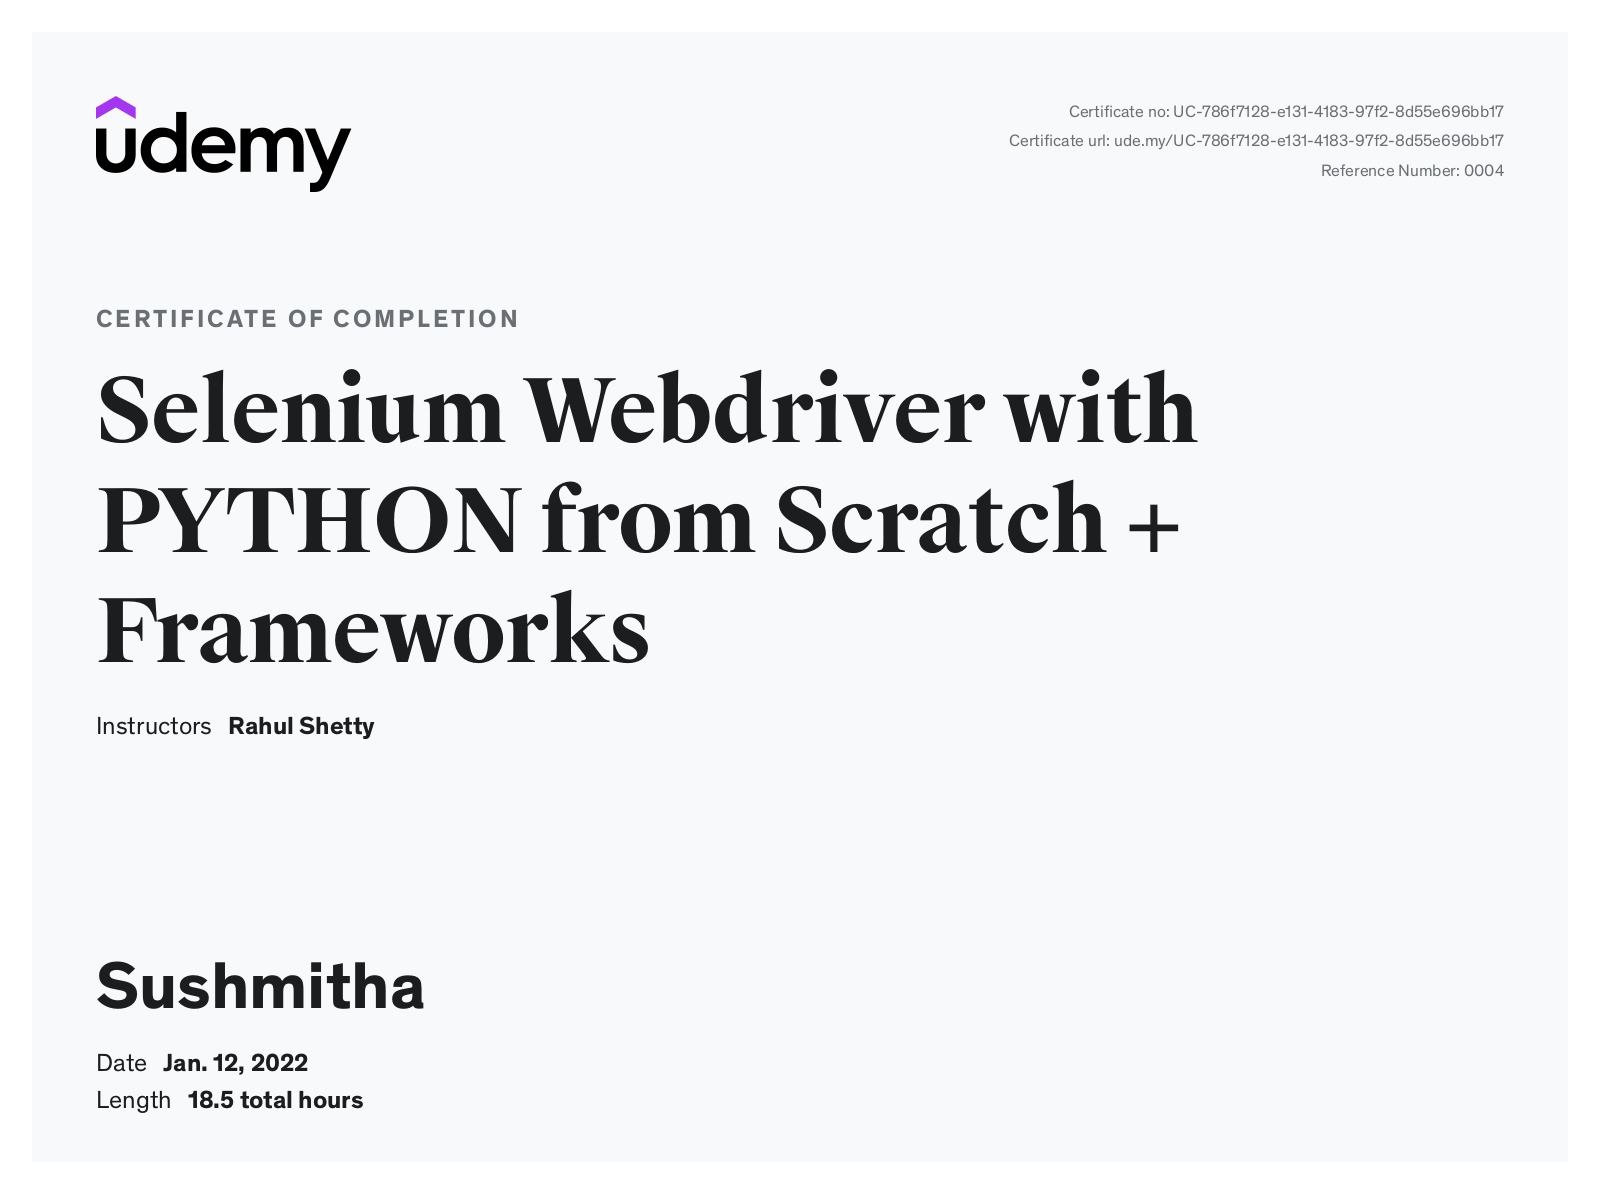 udemy
Certificate no: UC-786f7128-e131-4183-97f2-8d55e696bb17
Certificate url: ude.my/UC-786f7128-e131-4183-97f2-8d55e696bb17
Reference Number: 0004
CERTIFICATE OF COMPLETION
Selenium Webdriver with
PYTHON from Scratch +
Frameworks
Instructors Rahul Shetty
Sushmitha
Date Jan. 12, 2022
Length 18.5 total hours